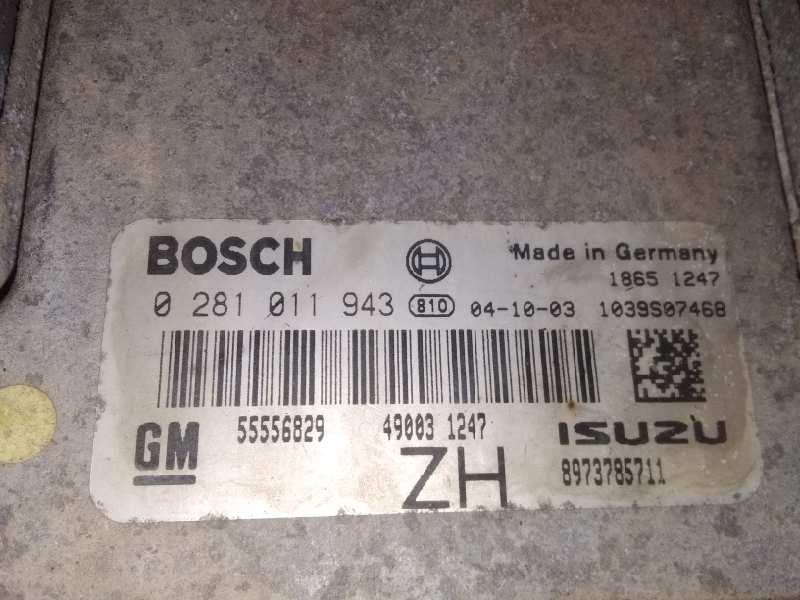 BOSCH
Made in Germany
1865 1247
0 281 011 943 810 04-10-03 1039S07468
GM 55556829 49003 1247 ISUZU
ZH 8973785711